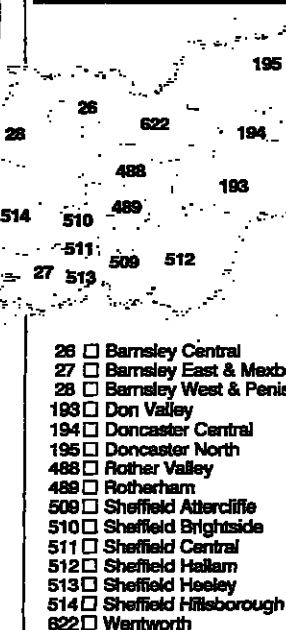 195
26
622
28
194
488
193
489
514
510
511
509
512
27
513
26 □ Barnsley Central
27 □ Barnsley East & Mexbo
28 □ Barnsley West & Penis
193 □ Don Valley
194 □ Doncaster Central
195 □ Doncaster North
488 □ Rother Valley
489 □ Rotherham
509 □ Sheffield Attercliffe
510 □ Sheffield Brightside
511 □ Sheffield Central
512 □ Sheffield Hallam
513 □ Sheffield Heeley
514 □ Sheffield Hillsborough
622 □ Wentworth